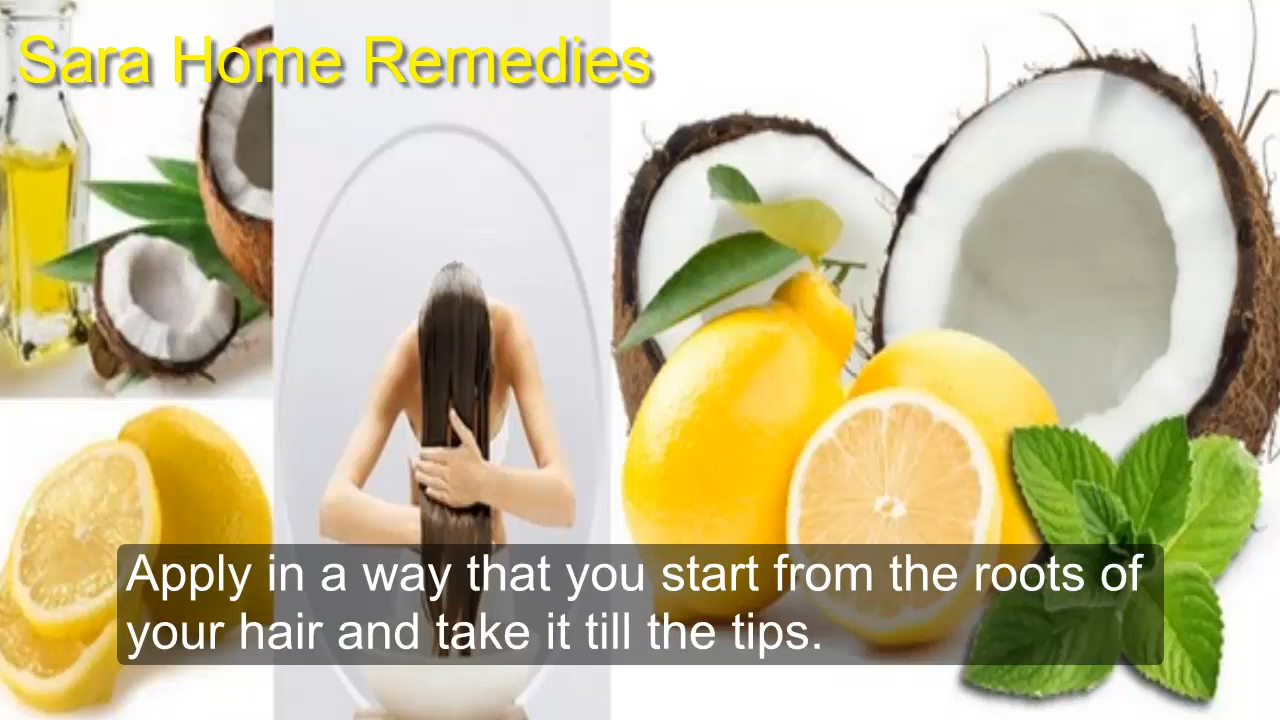 Sara Home Remedies
Apply in a way that you start from the roots of
your hair and take it till the tips.